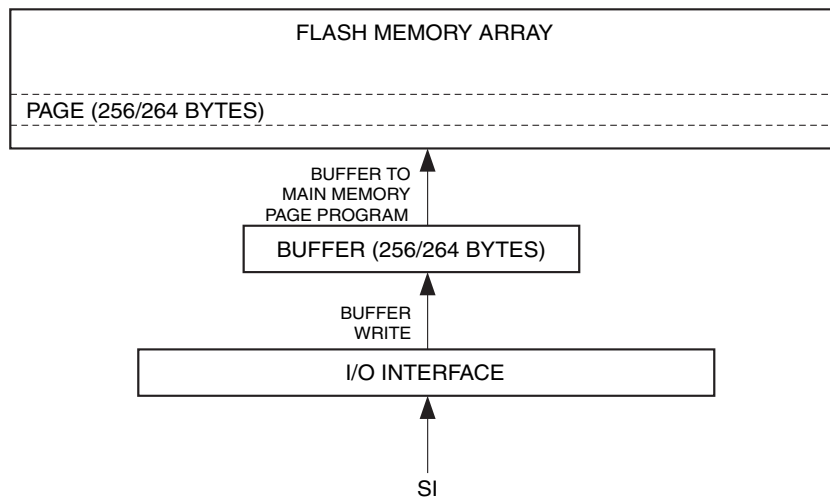 FLASH MEMORY ARRAY
PAGE (256/264 BYTES)
BUFFER TO
MAIN MEMORY
PAGE PROGRAM
BUFFER (256/264 BYTES)
BUFFER
WRITE
I/O INTERFACE
SI